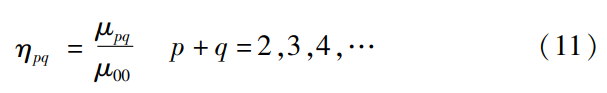 η_pq = μ_pq / μ_00   p + q = 2 , 3 , 4 , ⋯   ( 11 )